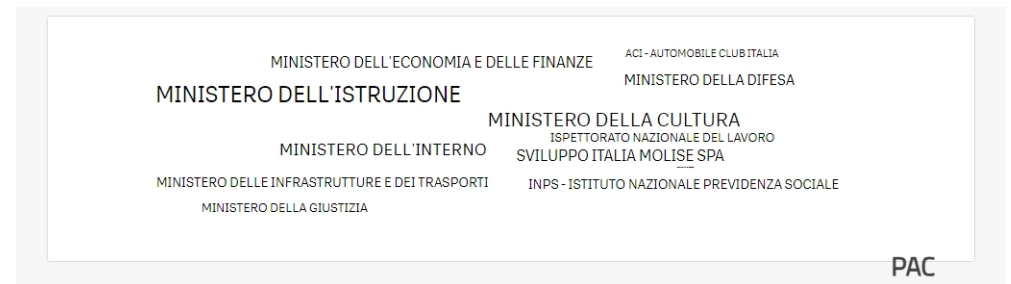 MINISTERO DELL'ECONOMIA E DELLE FINANZE
ACI - AUTOMOBILE CLUB ITALIA
MINISTERO DELLA DIFESA
MINISTERO DELL'ISTRUZIONE
MINISTERO DELLA CULTURA
ISPETTORATO NAZIONALE DEL LAVORO
MINISTERO DELL'INTERNO
SVILUPPO ITALIA MOLISE SPA
MINISTERO DELLE INFRASTRUTTURE E DEI TRASPORTI
INPS - ISTITUTO NAZIONALE PREVIDENZA SOCIALE
MINISTERO DELLA GIUSTIZIA
PAC